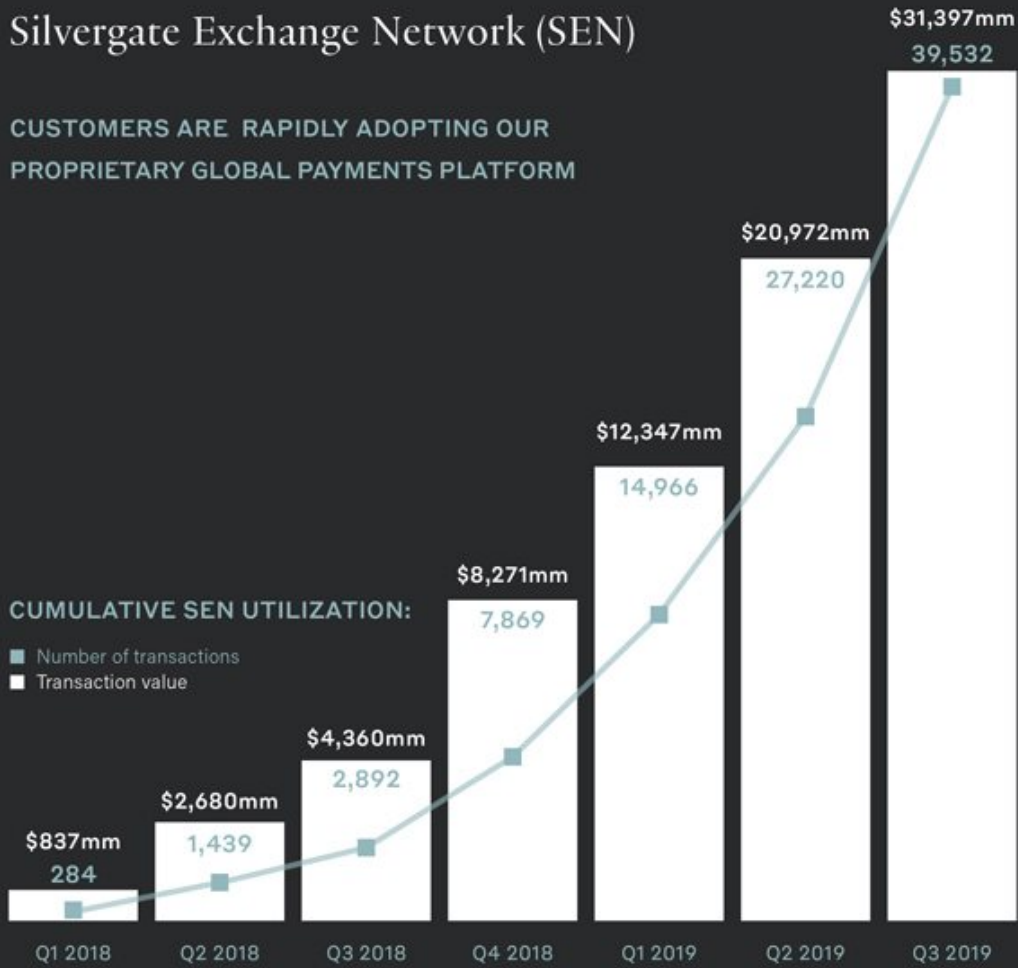 Silvergate Exchange Network (SEN)
CUSTOMERS ARE RAPIDLY ADOPTING OUR
PROPRIETARY GLOBAL PAYMENTS PLATFORM
CUMULATIVE SEN UTILIZATION:
Number of transactions
Transaction value
$837mm
284
$2,680mm
1,439
$4,360mm
2,892
$8,271mm
7,869
$12,347mm
14,966
$20,972mm
27,220
$31,397mm
39,532
Q1 2018 Q2 2018 Q3 2018 Q4 2018 Q1 2019 Q2 2019 Q3 2019